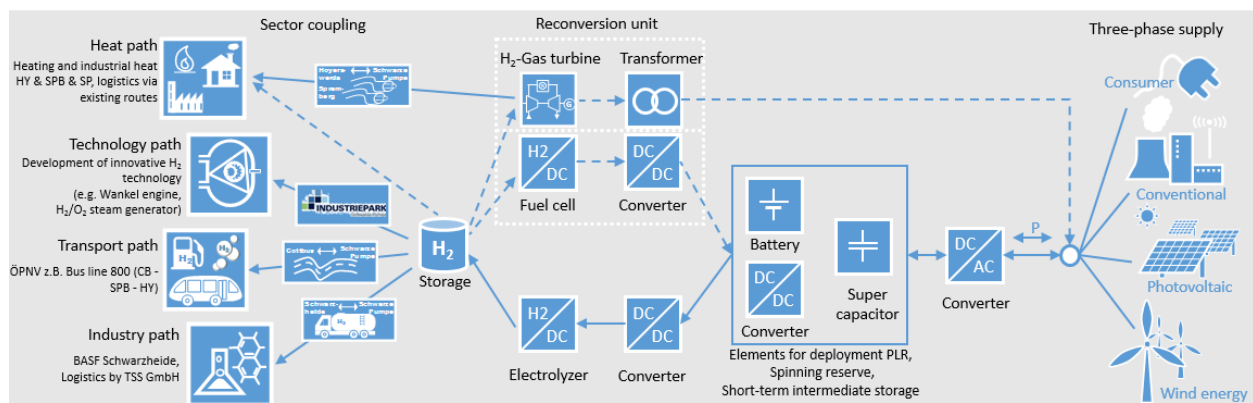 Sector coupling
Reconversion unit
Three-phase supply
Heat path
Heating and industrial heat
HY & SPB & SP, logistics via
existing routes
Hoyers-
werda
Schwarze
Pumpe
Sprem-
berg
H₂-Gas turbine
Transformer
G
Consumer
Technology path
Development of innovative H₂
technology
(e.g. Wankel engine,
H₂/O₂ steam generator)
INDUSTRIEPARK
H2
DC
Fuel cell
DC
DC
Converter
Conventional
Transport path
ÖPNV z.B. Bus line 800 (CB -
SPB - HY)
H₂
H₂
Cottbus
Schwarze
Pumpe
H₂
Storage
Battery
DC
DC
Converter
Super
capacitor
DC
AC
Converter
P
Photovoltaic
Industry path
BASF Schwarzheide,
Logistics by TSS GmbH
Schwarz-
heide
Schwarze
Pumpe
H₂
H2
DC
Electrolyzer
DC
DC
Converter
Elements for deployment PLR,
Spinning reserve,
Short-term intermediate storage
Wind energy